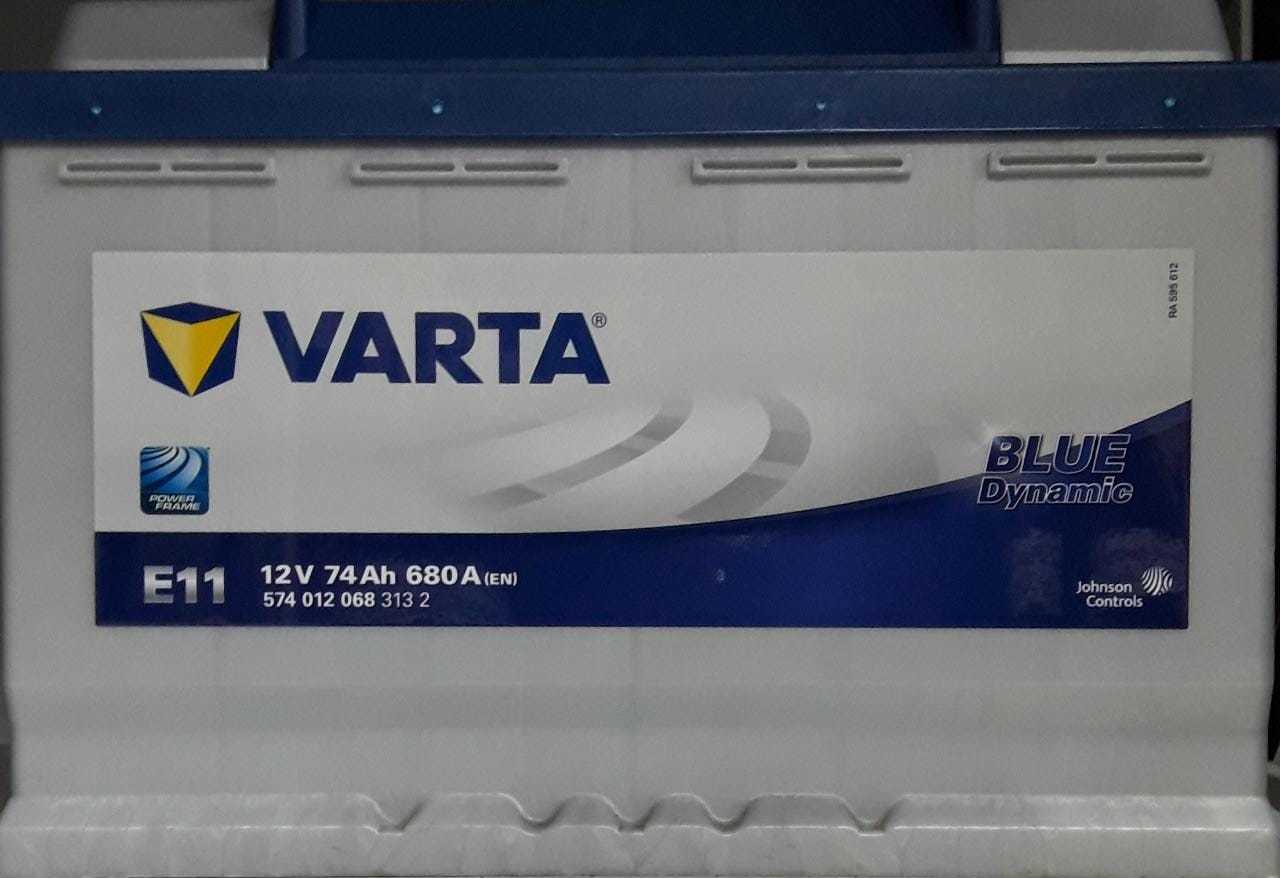 VARTA®
RA 595 612
POWER
FRAME
BLUE
Dynamic
E11
12V 74Ah 680A (EN)
574 012 068 313 2
Johnson
Controls